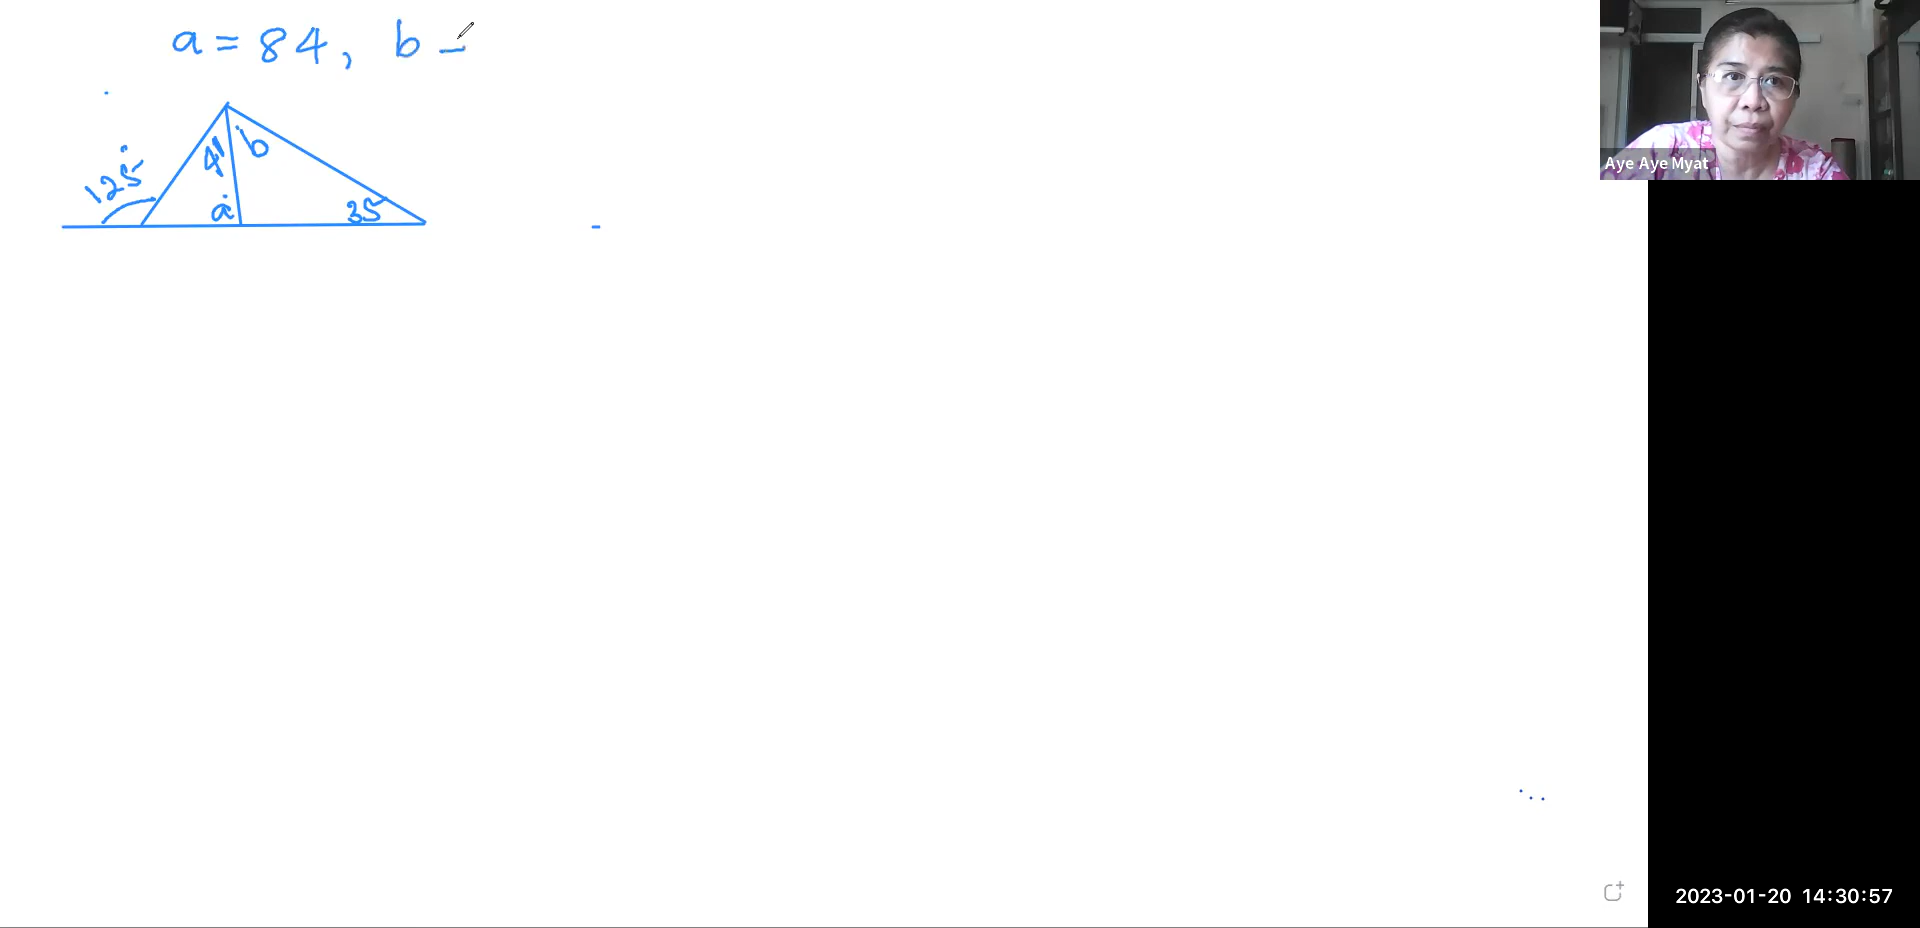 a = 84, b =
125°
41
b
a
35
Aye Aye Myat
2023-01-20 14:30:57